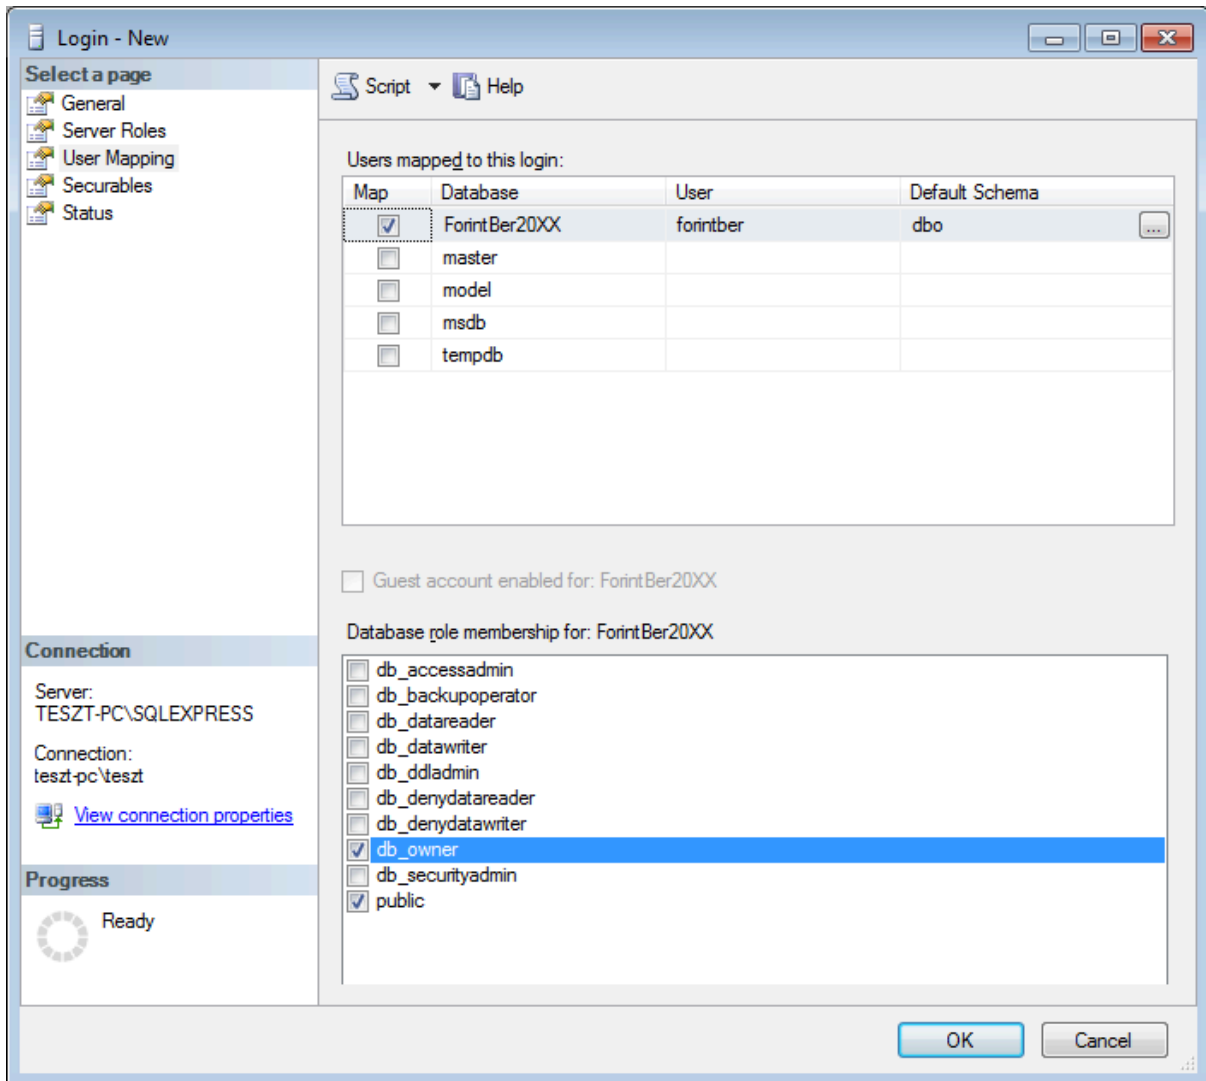 Login - New
Select a page
General
Server Roles
User Mapping
Securables
Status
Script
Help
Users mapped to this login:
Map Database User Default Schema
ForintBer20XX forintber dbo ...
master
model
msdb
tempdb
Guest account enabled for: ForintBer20XX
Database role membership for: ForintBer20XX
db_accessadmin
db_backupoperator
db_datareader
db_datawriter
db_ddladmin
db_denydatareader
db_denydatawriter
db_owner
db_securityadmin
public
Connection
Server:
TESZT-PC\SQLEXPRESS
Connection:
teszt-pc\teszt
View connection properties
Progress
Ready
OK
Cancel